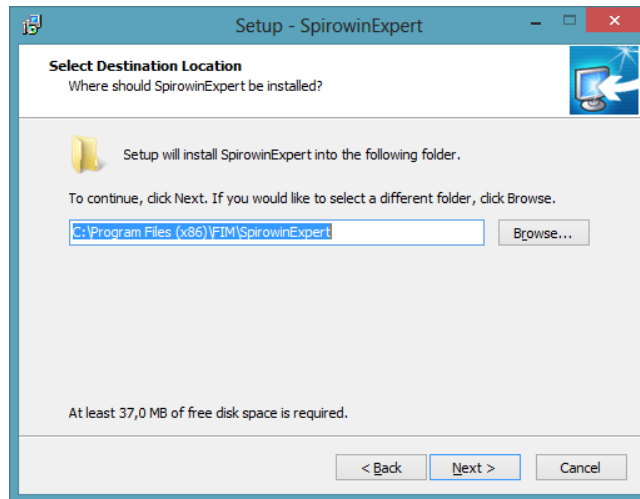 Setup - SpirowinExpert
Select Destination Location
Where should SpirowinExpert be installed?
Setup will install SpirowinExpert into the following folder.
To continue, click Next. If you would like to select a different folder, click Browse.
C:\Program Files (x86)\FIM\SpirowinExpert
Browse...
At least 37,0 MB of free disk space is required.
< Back Next > Cancel